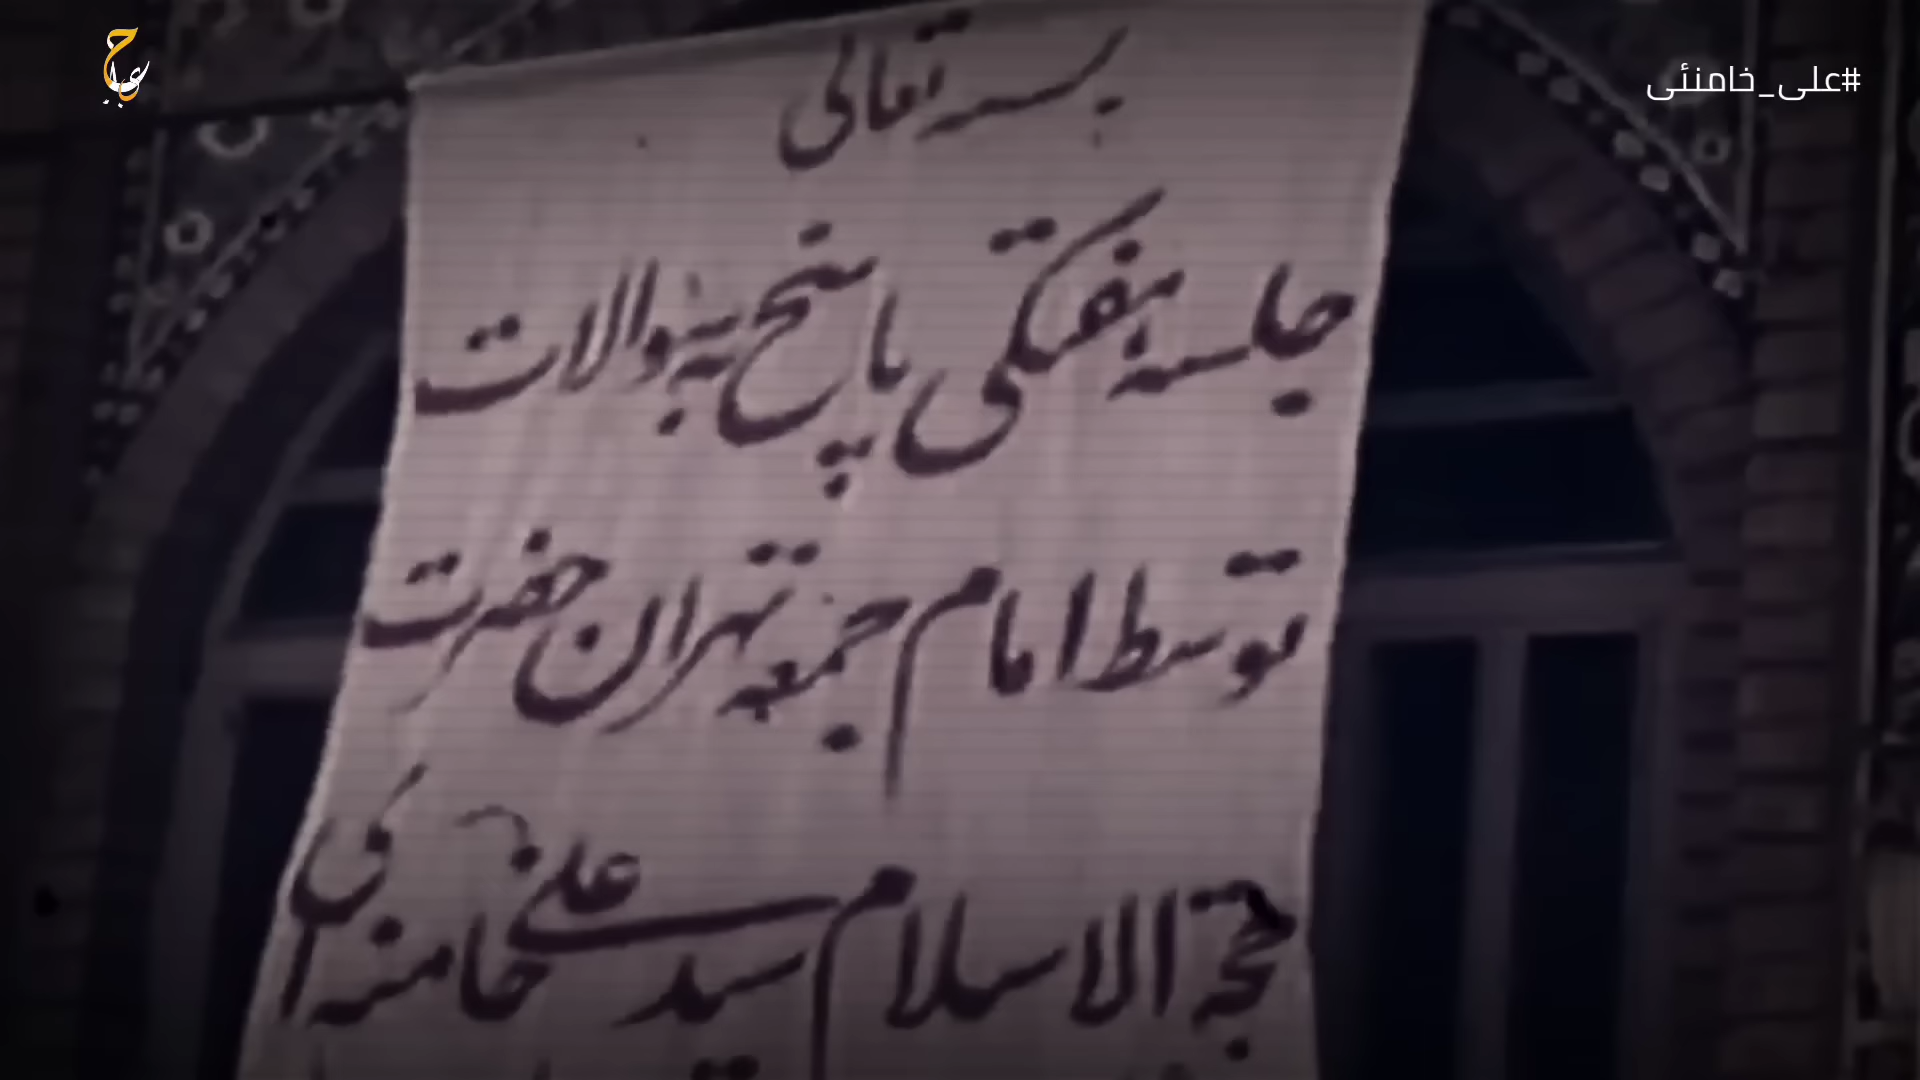 #علی_خامنئی
بسمه تعالی
جلسه هفتگی پاسخ به سوالات
توسط امام جمعه تهران حضرت
حجة الاسلام سید علی خامنه ای